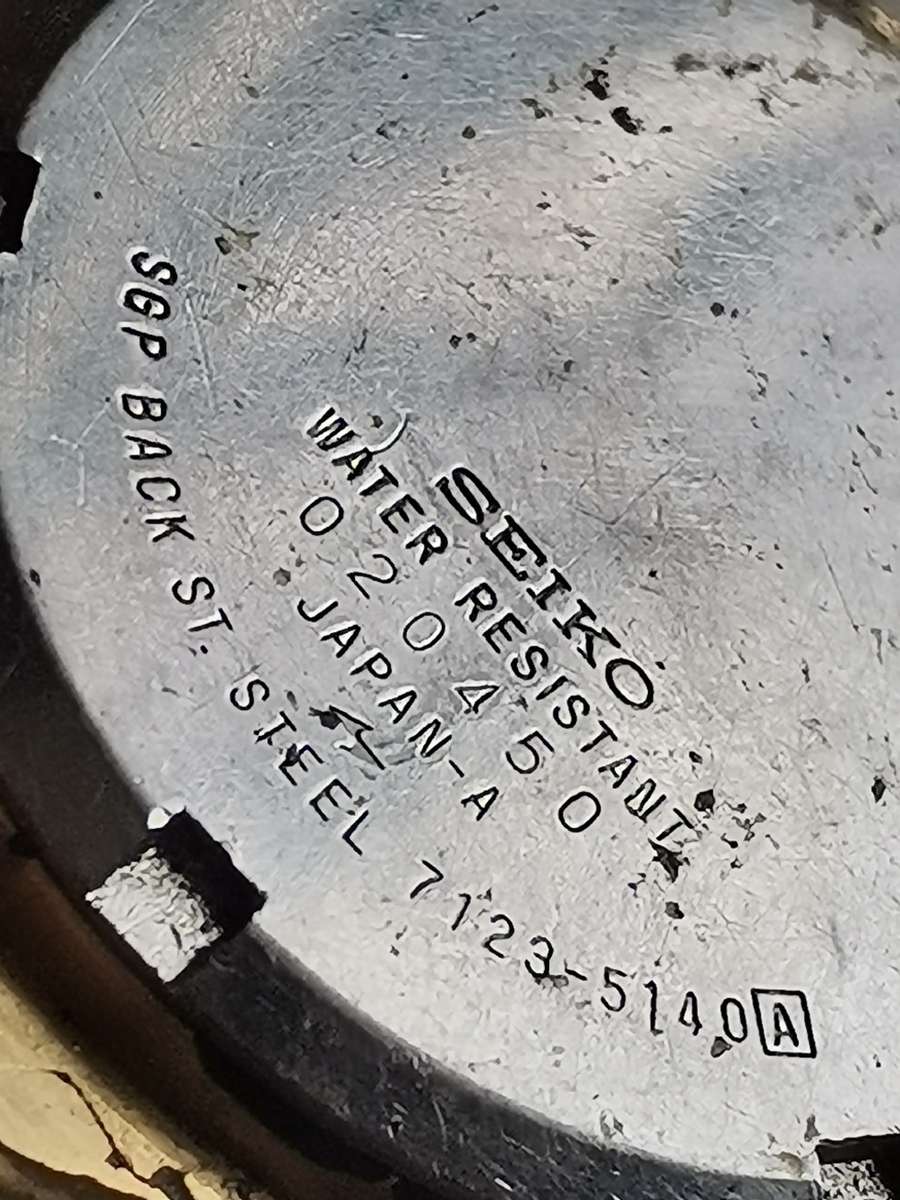 SEIKO
WATER RESISTANT
020450
JAPAN-A
SGP BACK ST. STEEL 7123-5140 A